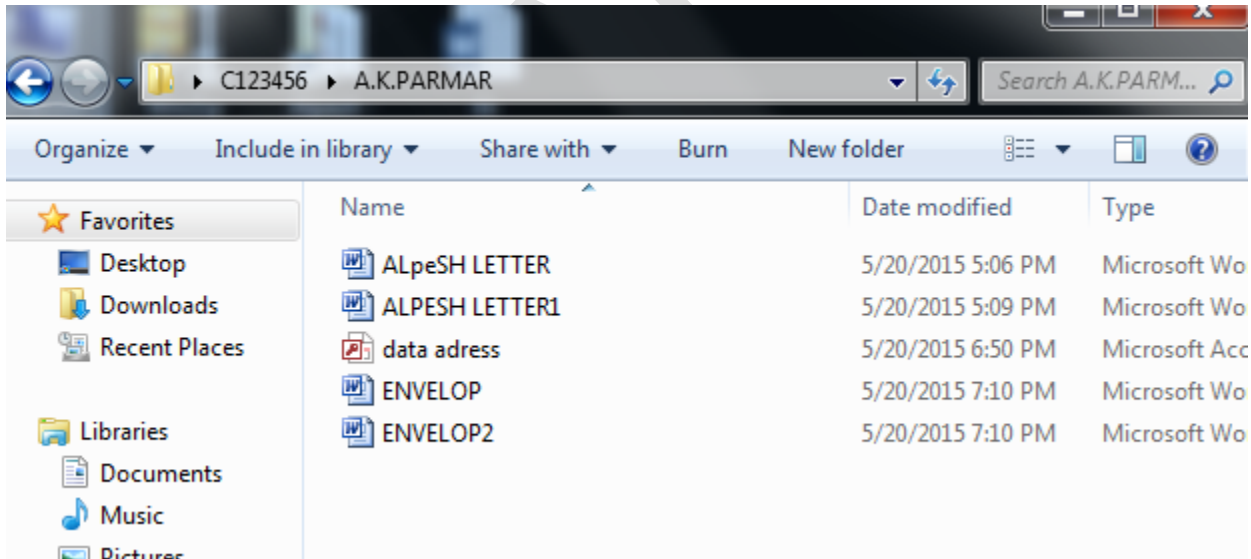 C123456 A.K.PARMAR Search A.K.PARM...
Organize Include in library Share with Burn New folder
Favorites
Desktop
Downloads
Recent Places
Libraries
Documents
Music
Pictures
Name Date modified Type
ALpeSH LETTER 5/20/2015 5:06 PM Microsoft Wo
ALPESH LETTER1 5/20/2015 5:09 PM Microsoft Wo
data adress 5/20/2015 6:50 PM Microsoft Acc
ENVELOP 5/20/2015 7:10 PM Microsoft Wo
ENVELOP2 5/20/2015 7:10 PM Microsoft Wo